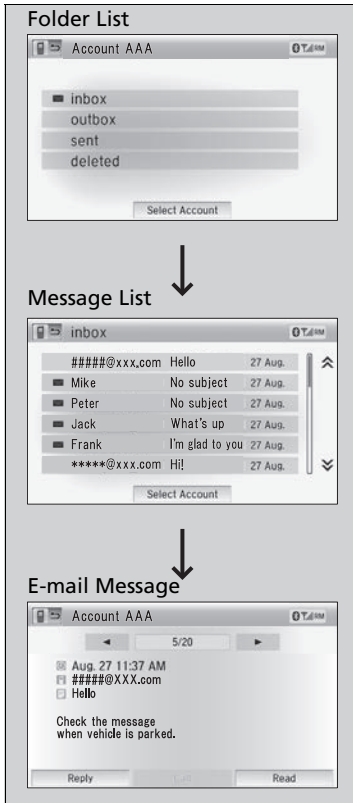 Folder List
Account AAA
inbox
outbox
sent
deleted
Select Account
Message List
inbox
#####@xxx.com Hello 27 Aug.
Mike No subject 27 Aug.
Peter No subject 27 Aug.
Jack What's up 27 Aug.
Frank I'm glad to you 27 Aug.
*****@xxx.com Hi! 27 Aug.
Select Account
E-mail Message
Account AAA
5/20
Aug. 27 11:37 AM
#####@XXX.com
Hello
Check the message
when vehicle is parked.
Reply Call Read